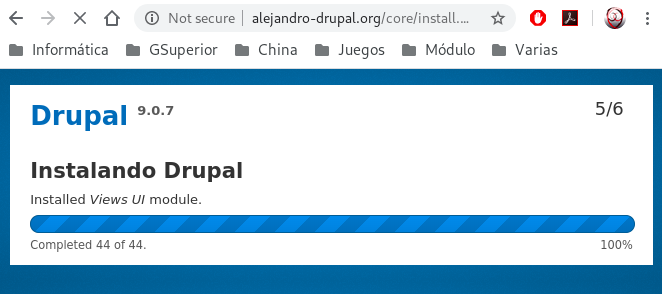 Not secure | alejandro-drupal.org/core/install....
Informática GSuperior China Juegos Módulo Varias
Drupal 9.0.7 5/6
Instalando Drupal
Installed Views UI module.
Completed 44 of 44. 100%